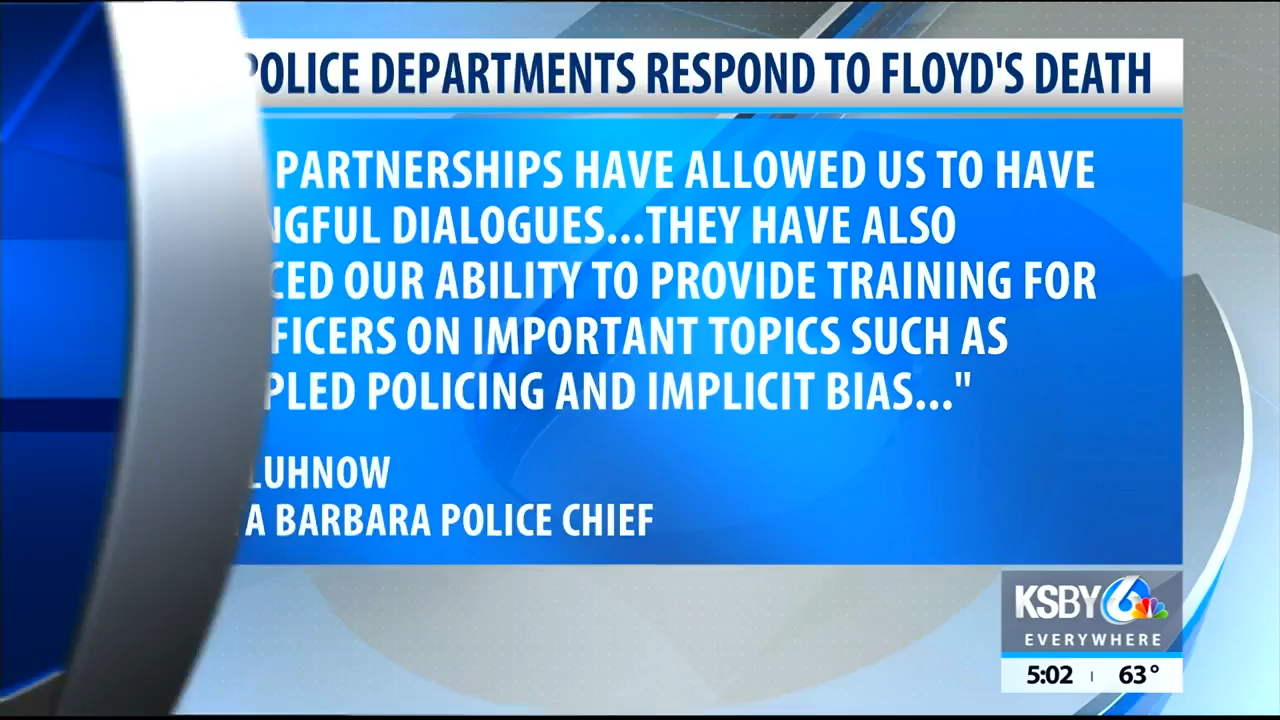 POLICE DEPARTMENTS RESPOND TO FLOYD'S DEATH
PARTNERSHIPS HAVE ALLOWED US TO HAVE
NGFUL DIALOGUES...THEY HAVE ALSO
CED OUR ABILITY TO PROVIDE TRAINING FOR
FICERS ON IMPORTANT TOPICS SUCH AS
PLED POLICING AND IMPLICIT BIAS..."
LUHNOW
A BARBARA POLICE CHIEF
KSBY 6
EVERYWHERE
5:02 63°